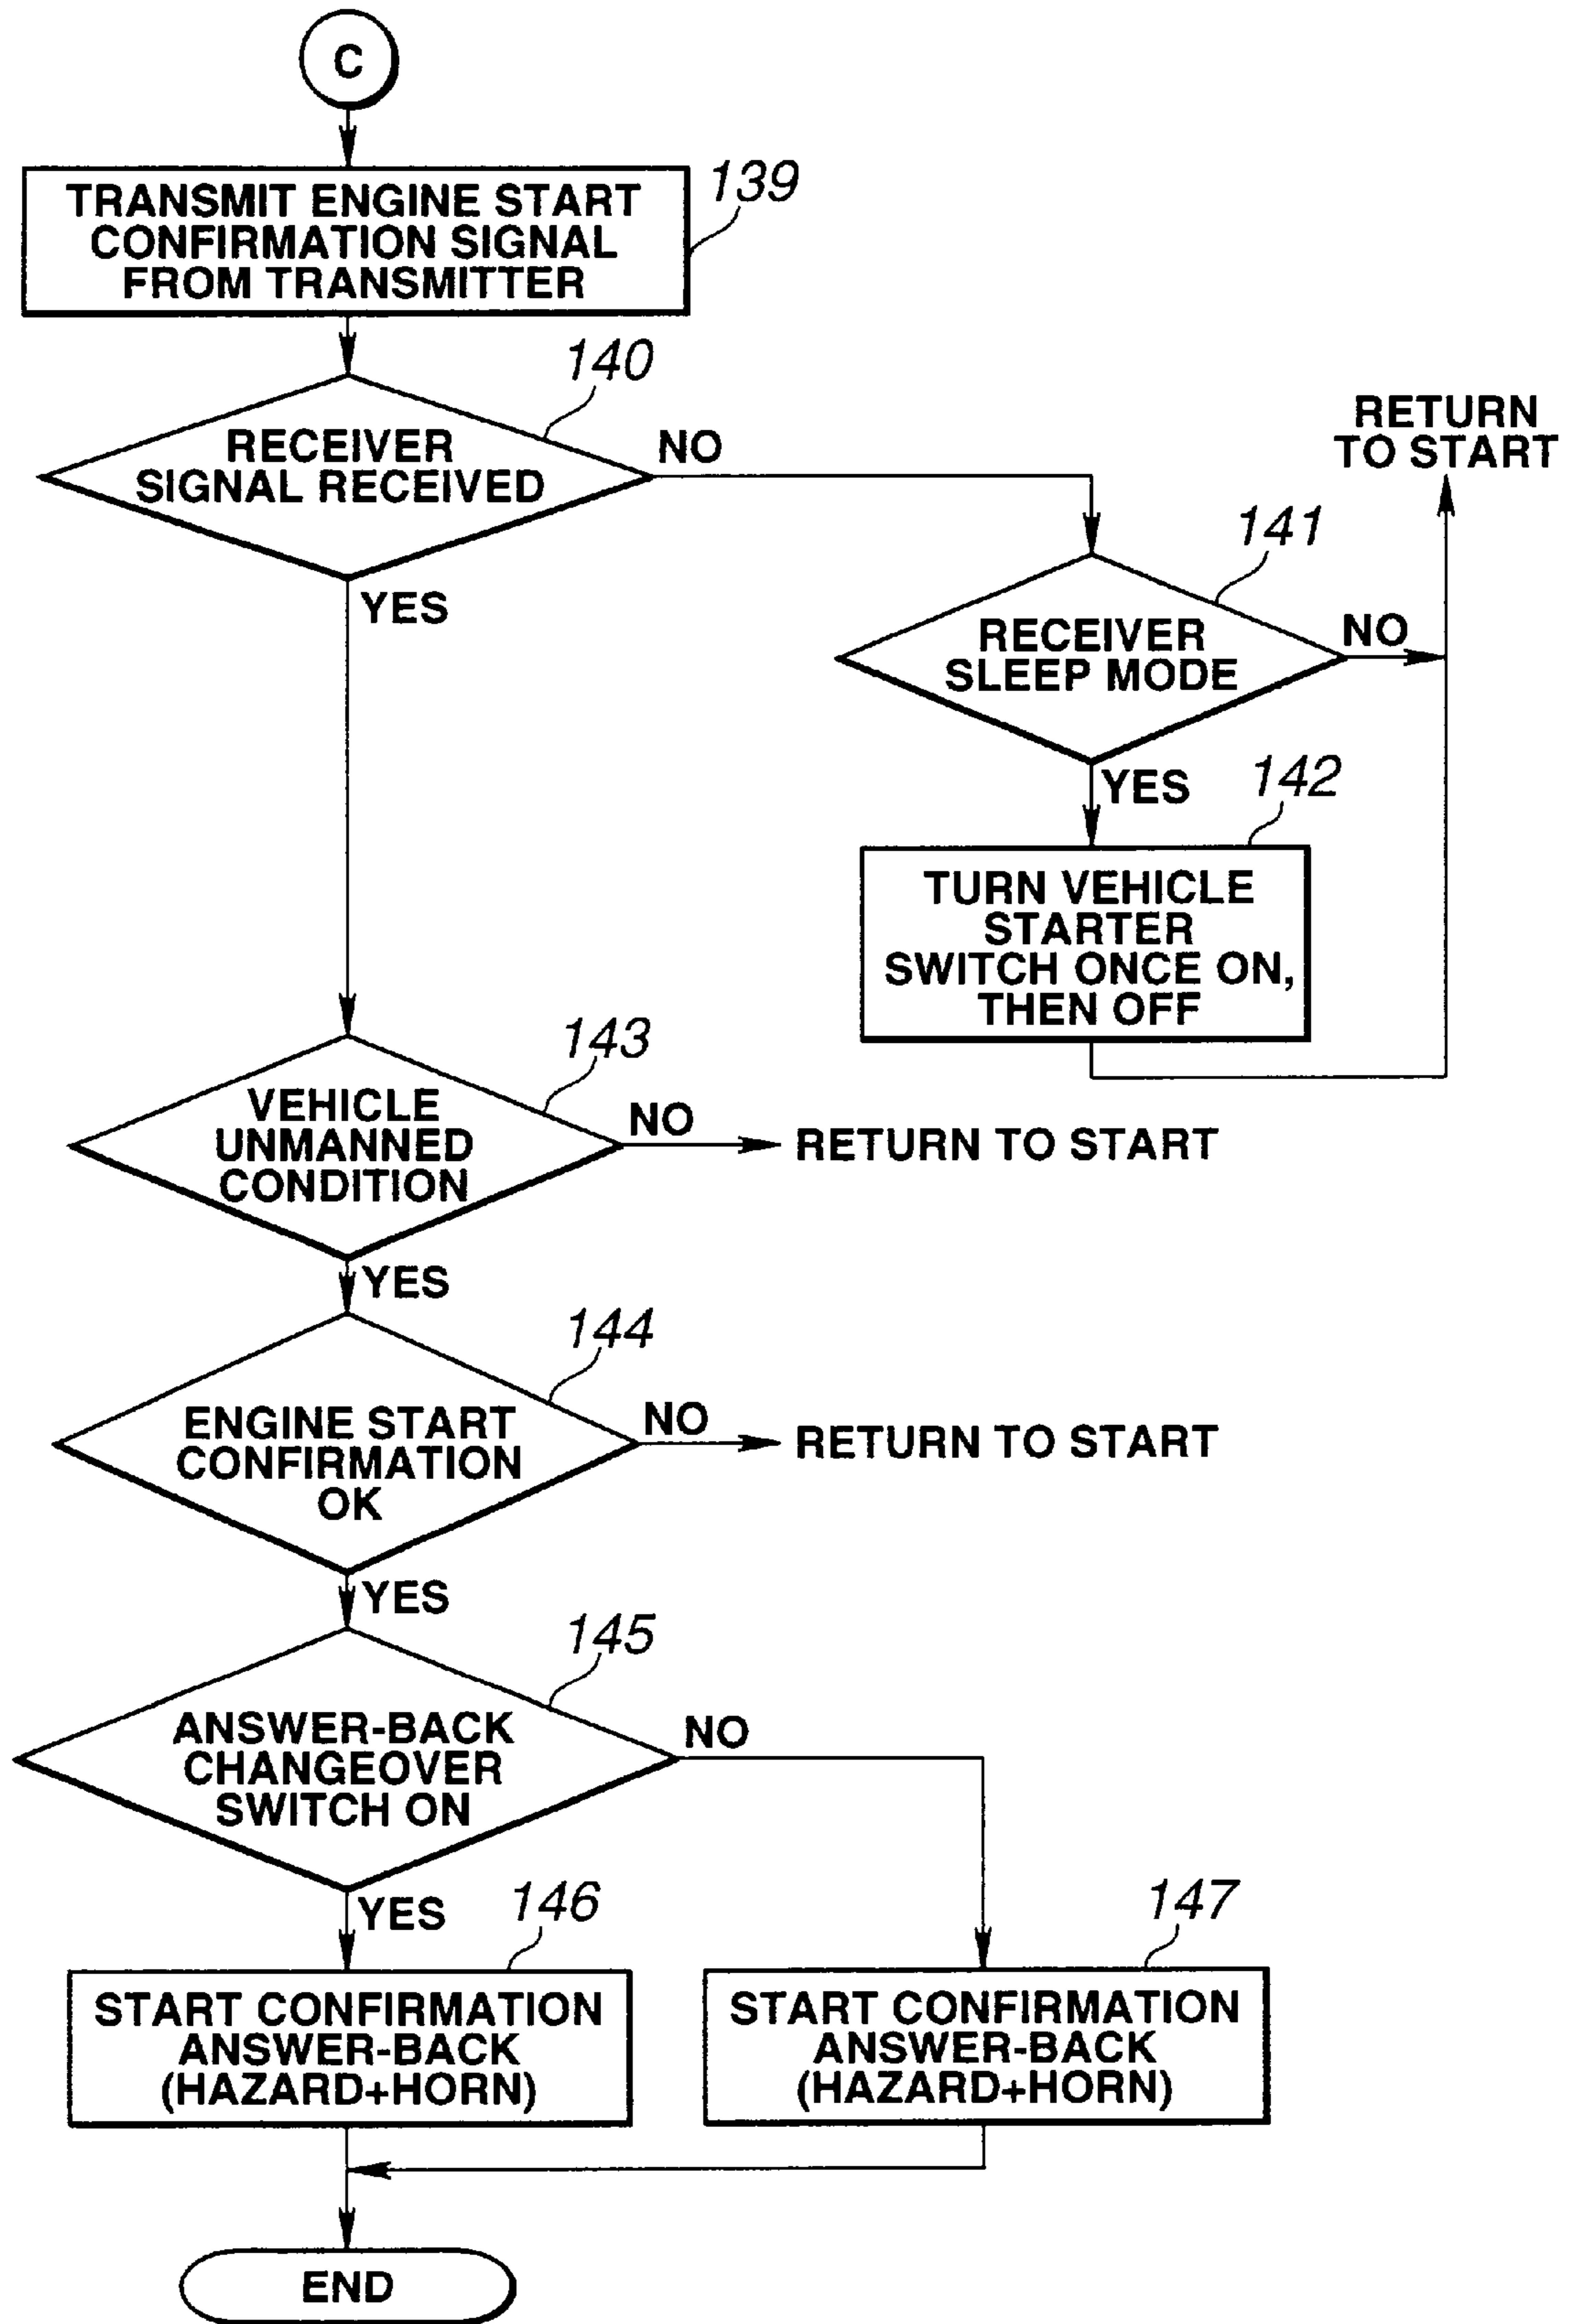 C
TRANSMIT ENGINE START
CONFIRMATION SIGNAL
FROM TRANSMITTER
139
RECEIVER
SIGNAL RECEIVED
140
NO
YES
RECEIVER
SLEEP MODE
141
NO
RETURN
TO START
YES
TURN VEHICLE
STARTER
SWITCH ONCE ON,
THEN OFF
142
VEHICLE
UNMANNED
CONDITION
143
NO
RETURN TO START
YES
ENGINE START
CONFIRMATION
OK
144
NO
RETURN TO START
YES
ANSWER-BACK
CHANGEOVER
SWITCH ON
145
NO
YES
START CONFIRMATION
ANSWER-BACK
(HAZARD+HORN)
146
START CONFIRMATION
ANSWER-BACK
(HAZARD+HORN)
147
END